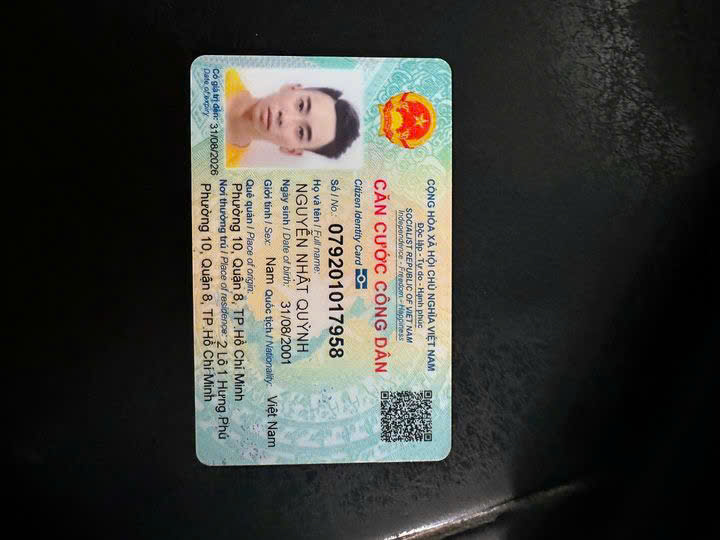 CỘNG HÒA XÃ HỘI CHỦ NGHĨA VIỆT NAM
Độc lập - Tự do - Hạnh phúc
SOCIALIST REPUBLIC OF VIET NAM
Independence - Freedom - Happiness
CĂN CƯỚC CÔNG DÂN
Citizen Identity Card
Số / No.: 079201017958
Họ và tên / Full name:
NGUYỄN NHẬT QUỲNH
Ngày sinh / Date of birth: 31/08/2001
Giới tính / Sex: Nam Quốc tịch / Nationality: Việt Nam
Quê quán / Place of origin:
Phường 10, Quận 8, TP.Hồ Chí Minh
Nơi thường trú / Place of residence: 2 Lô 1 Hưng Phú
Phường 10, Quận 8, TP.Hồ Chí Minh
Có giá trị đến: 31/08/2026
Date of expiry